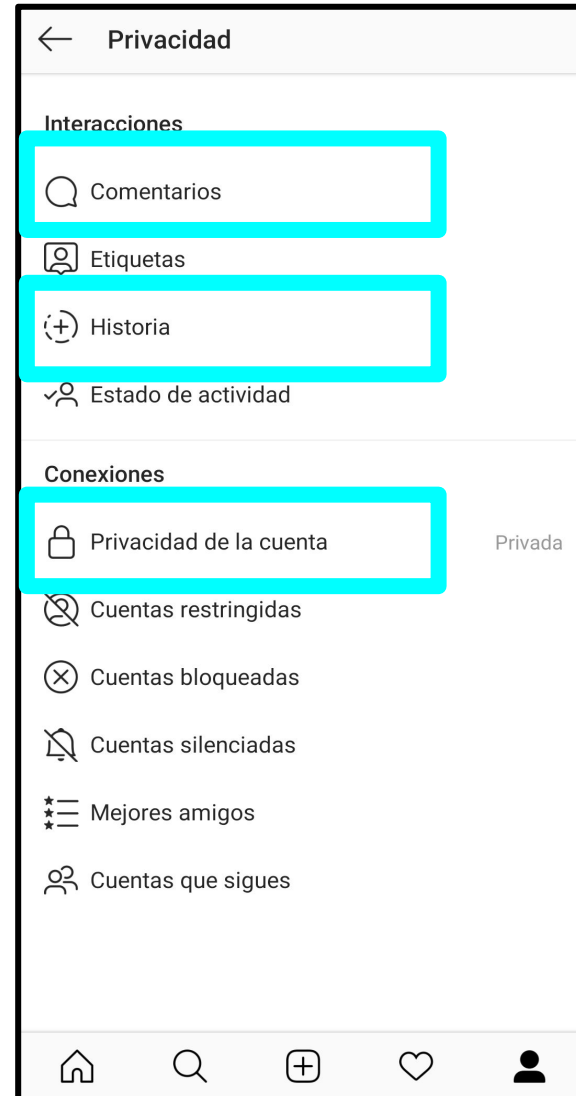 Privacidad
Interacciones
Comentarios
Etiquetas
Historia
Estado de actividad
Conexiones
Privacidad de la cuenta Privada
Cuentas restringidas
Cuentas bloqueadas
Cuentas silenciadas
Mejores amigos
Cuentas que sigues